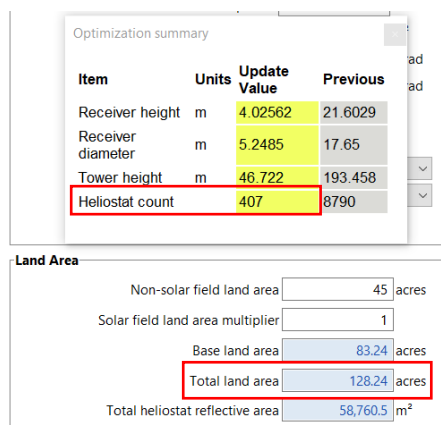 Optimization summary
x
rad
rad
Item Units Update Value Previous
Receiver height m 4.02562 21.6029
Receiver diameter m 5.2485 17.65
Tower height m 46.722 193.458
Heliostat count 407 8790
Land Area
Non-solar field land area 45 acres
Solar field land area multiplier 1
Base land area 83.24 acres
Total land area 128.24 acres
Total heliostat reflective area 58,760.5 m²